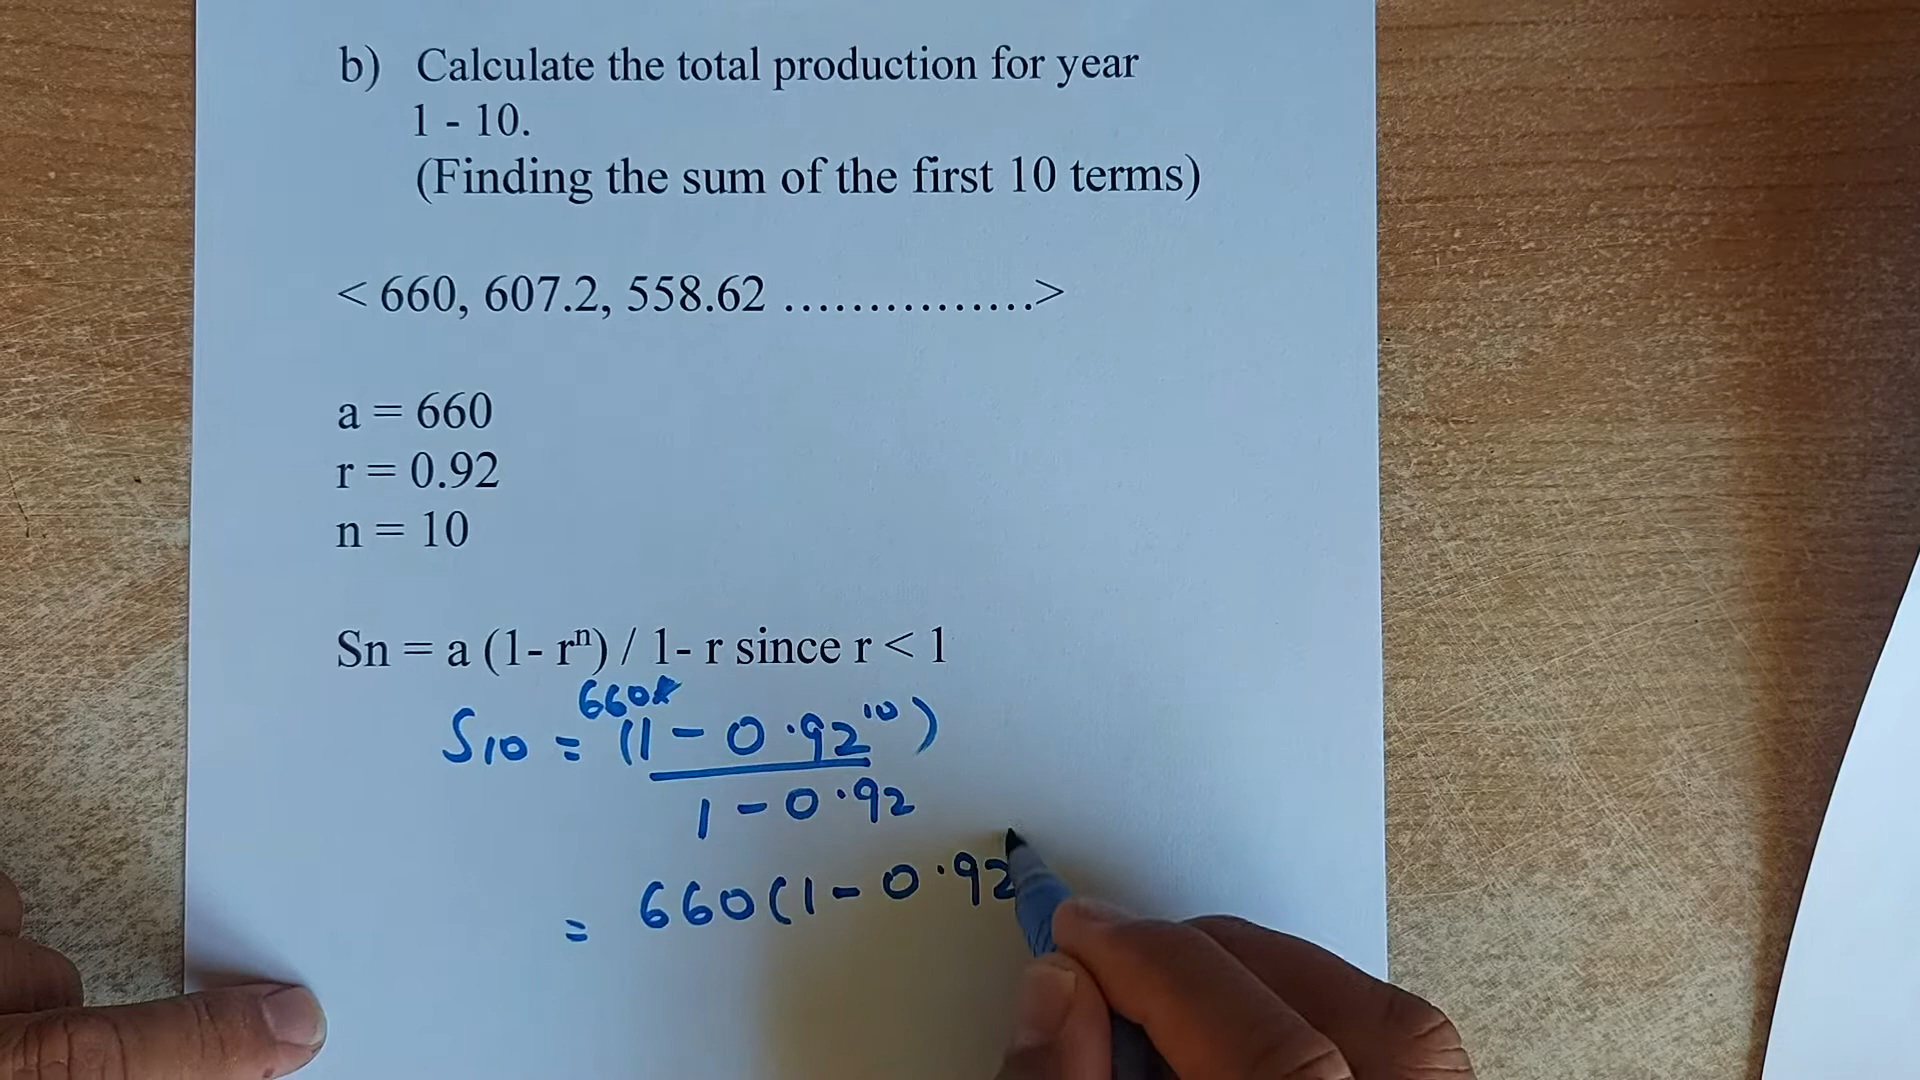 b) Calculate the total production for year
1 - 10.
(Finding the sum of the first 10 terms)
< 660, 607.2, 558.62 ……………>
a = 660
r = 0.92
n = 10
Sn = a (1- rⁿ) / 1- r since r < 1
660*
S10 = (1 - 0.92¹⁰)
1 - 0.92
= 660(1 - 0.92